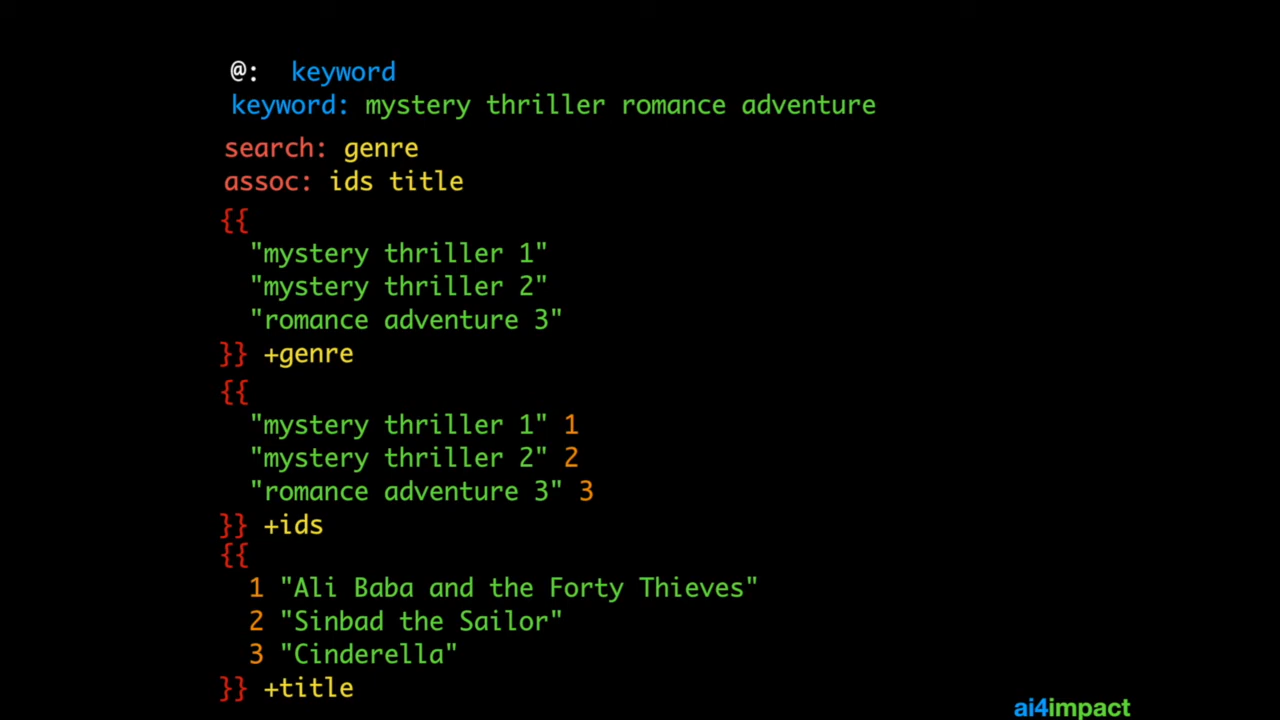 @: keyword
keyword: mystery thriller romance adventure
search: genre
assoc: ids title
{{
"mystery thriller 1"
"mystery thriller 2"
"romance adventure 3"
}} +genre
{{
"mystery thriller 1" 1
"mystery thriller 2" 2
"romance adventure 3" 3
}} +ids
{{
1 "Ali Baba and the Forty Thieves"
2 "Sinbad the Sailor"
3 "Cinderella"
}} +title
ai4impact